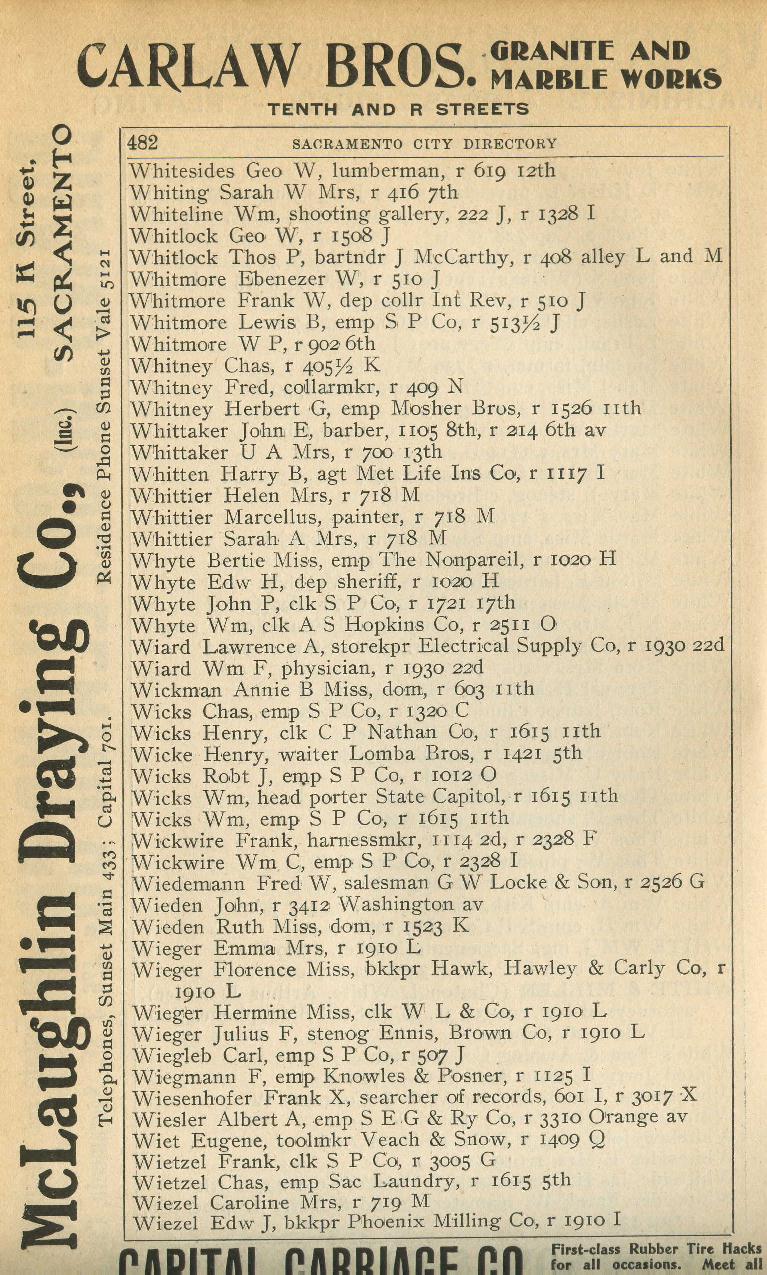 CARLAW BROS. GRANITE AND
MARBLE WORKS
TENTH AND R STREETS
482 SACRAMENTO CITY DIRECTORY
Whitesides Geo W, lumberman, r 619 12th
Whiting Sarah W Mrs, r 416 7th
Whiteline Wm, shooting gallery, 222 J, r 1328 I
Whitlock Geo W, r 1508 J
Whitlock Thos P, bartndr J McCarthy, r 408 alley L and M
Whitmore Ebenezer W, r 510 J
Whitmore Frank W, dep collr Int Rev, r 510 J
Whitmore Lewis B, emp S P Co, r 513½ J
Whitmore W P, r 902 6th
Whitney Chas, r 405½ K
Whitney Fred, collarmkr, r 409 N
Whitney Herbert G, emp Mosher Bros, r 1526 11th
Whittaker John E, barber, 1105 8th, r 214 6th av
Whittaker U A Mrs, r 700 13th
Whitten Harry B, agt Met Life Ins Co, r 1117 I
Whittier Helen Mrs, r 718 M
Whittier Marcellus, painter, r 718 M
Whittier Sarah A Mrs, r 718 M
Whyte Bertie Miss, emp The Nonpareil, r 1020 H
Whyte Edw H, dep sheriff, r 1020 H
Whyte John P, clk S P Co, r 1721 17th
Whyte Wm, clk A S Hopkins Co, r 2511 O
Wiard Lawrence A, storekpr Electrical Supply Co, r 1930 22d
Wiard Wm F, physician, r 1930 22d
Wickman Annie B Miss, dom, r 603 11th
Wicks Chas, emp S P Co, r 1320 C
Wicks Henry, clk C P Nathan Co, r 1615 11th
Wicke Henry, waiter Lomba Bros, r 1421 5th
Wicks Robt J, emp S P Co, r 1012 O
Wicks Wm, head porter State Capitol, r 1615 11th
Wicks Wm, emp S P Co, r 1615 11th
Wickwire Frank, harnessmkr, 1114 2d, r 2328 F
Wickwire Wm C, emp S P Co, r 2328 I
Wiedemann Fred W, salesman G W Locke & Son, r 2526 G
Wieden John, r 3412 Washington av
Wieden Ruth Miss, dom, r 1523 K
Wieger Emma Mrs, r 1910 L
Wieger Florence Miss, bkkpr Hawk, Hawley & Carly Co, r
1910 L
Wieger Hermine Miss, clk W L & Co, r 1910 L
Wieger Julius F, stenog Ennis, Brown Co, r 1910 L
Wiegleb Carl, emp S P Co, r 507 J
Wiegmann F, emp Knowles & Posner, r 1125 I
Wiesenhofer Frank X, searcher of records, 601 I, r 3017 X
Wiesler Albert A, emp S E G & Ry Co, r 3310 Orange av
Wiet Eugene, toolmkr Veach & Snow, r 1409 Q
Wietzel Frank, clk S P Co, r 3005 G
Wietzel Chas, emp Sac Laundry, r 1615 5th
Wiezel Caroline Mrs, r 719 M
Wiezel Edw J, bkkpr Phoenix Milling Co, r 1910 I
McLaughlin Draying Co., (Inc.) 115 K Street,
SACRAMENTO
Telephones, Sunset Main 433; Capital 701. Residence Phone Sunset Vale 5121
CAPITAL CARRIAGE CO First-class Rubber Tire Hacks
for all occasions. Meet all